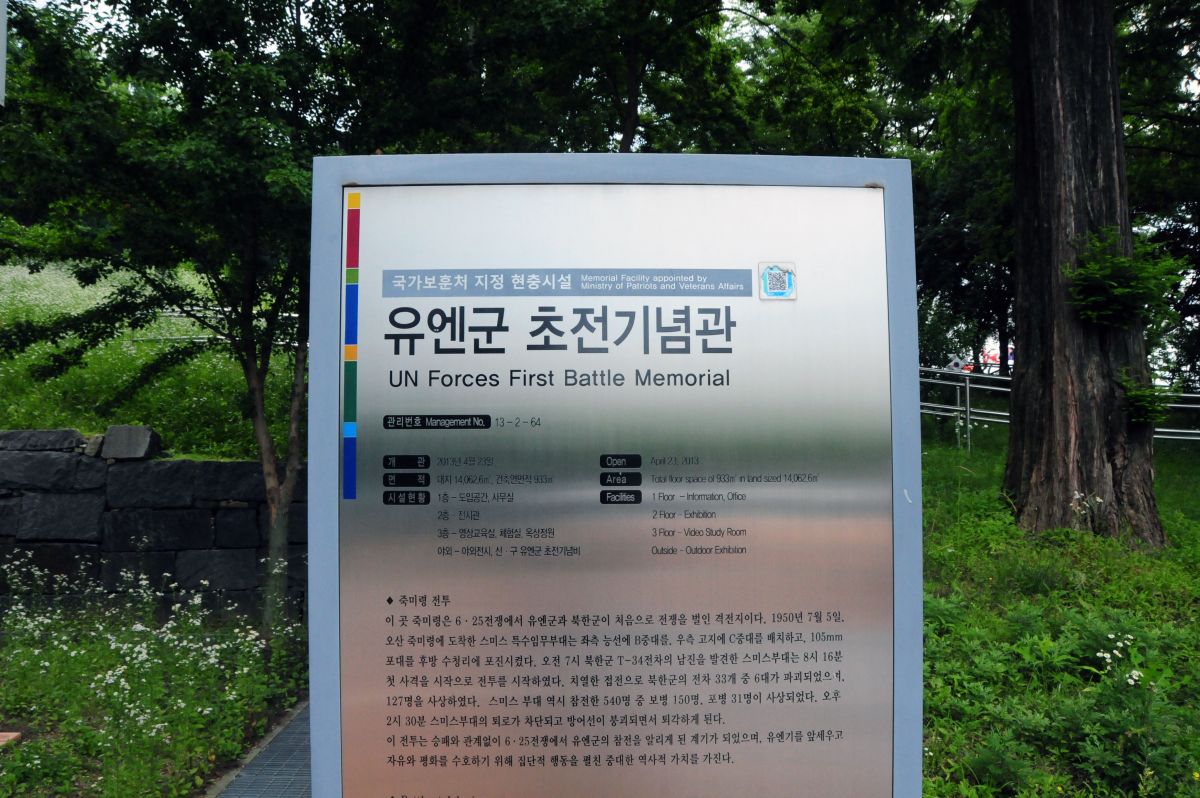 국가보훈처 지정 현충시설
Memorial Facility appointed by
Ministry of Patriots and Veterans Affairs
유엔군 초전기념관
UN Forces First Battle Memorial
관리번호 Management No. 13-2-64
개 관 2013년 4월 23일
면 적 대지 14,062.6㎡, 건축연면적 933㎡
시설현황 1층 - 도입공간, 사무실
2층 - 전시관
3층 - 영상교육실, 체험실, 옥상정원
야외 - 야외전시, 신·구 유엔군 초전기념비
Open April 23, 2013
Area Total floor space of 933㎡ in land sized 14,062.6㎡
Facilities 1 Floor - Information, Office
2 Floor - Exhibition
3 Floor - Video Study Room
Outside - Outdoor Exhibition
◆ 죽미령 전투
이 곳 죽미령은 6·25전쟁에서 유엔군과 북한군이 처음으로 전쟁을 벌인 격전지이다. 1950년 7월 5일,
오산 죽미령에 도착한 스미스 특수임무부대는 좌측 능선에 B중대를, 우측 고지에 C중대를 배치하고, 105mm
포대를 후방 수청리에 포진시켰다. 오전 7시 북한군 T-34전차의 남진을 발견한 스미스부대는 8시 16분
첫 사격을 시작으로 전투를 시작하였다. 치열한 접전으로 북한군의 전차 33개 중 6대가 파괴되었으며,
127명을 사상하였다. 스미스 부대 역시 참전한 540명 중 보병 150명, 포병 31명이 사상되었다. 오후
2시 30분 스미스부대의 퇴로가 차단되고 방어선이 붕괴되면서 퇴각하게 된다.
이 전투는 승패와 관계없이 6·25전쟁에서 유엔군의 참전을 알리게 된 계기가 되었으며, 유엔기를 앞세우고
자유와 평화를 수호하기 위해 집단적 행동을 펼친 중대한 역사적 가치를 가진다.